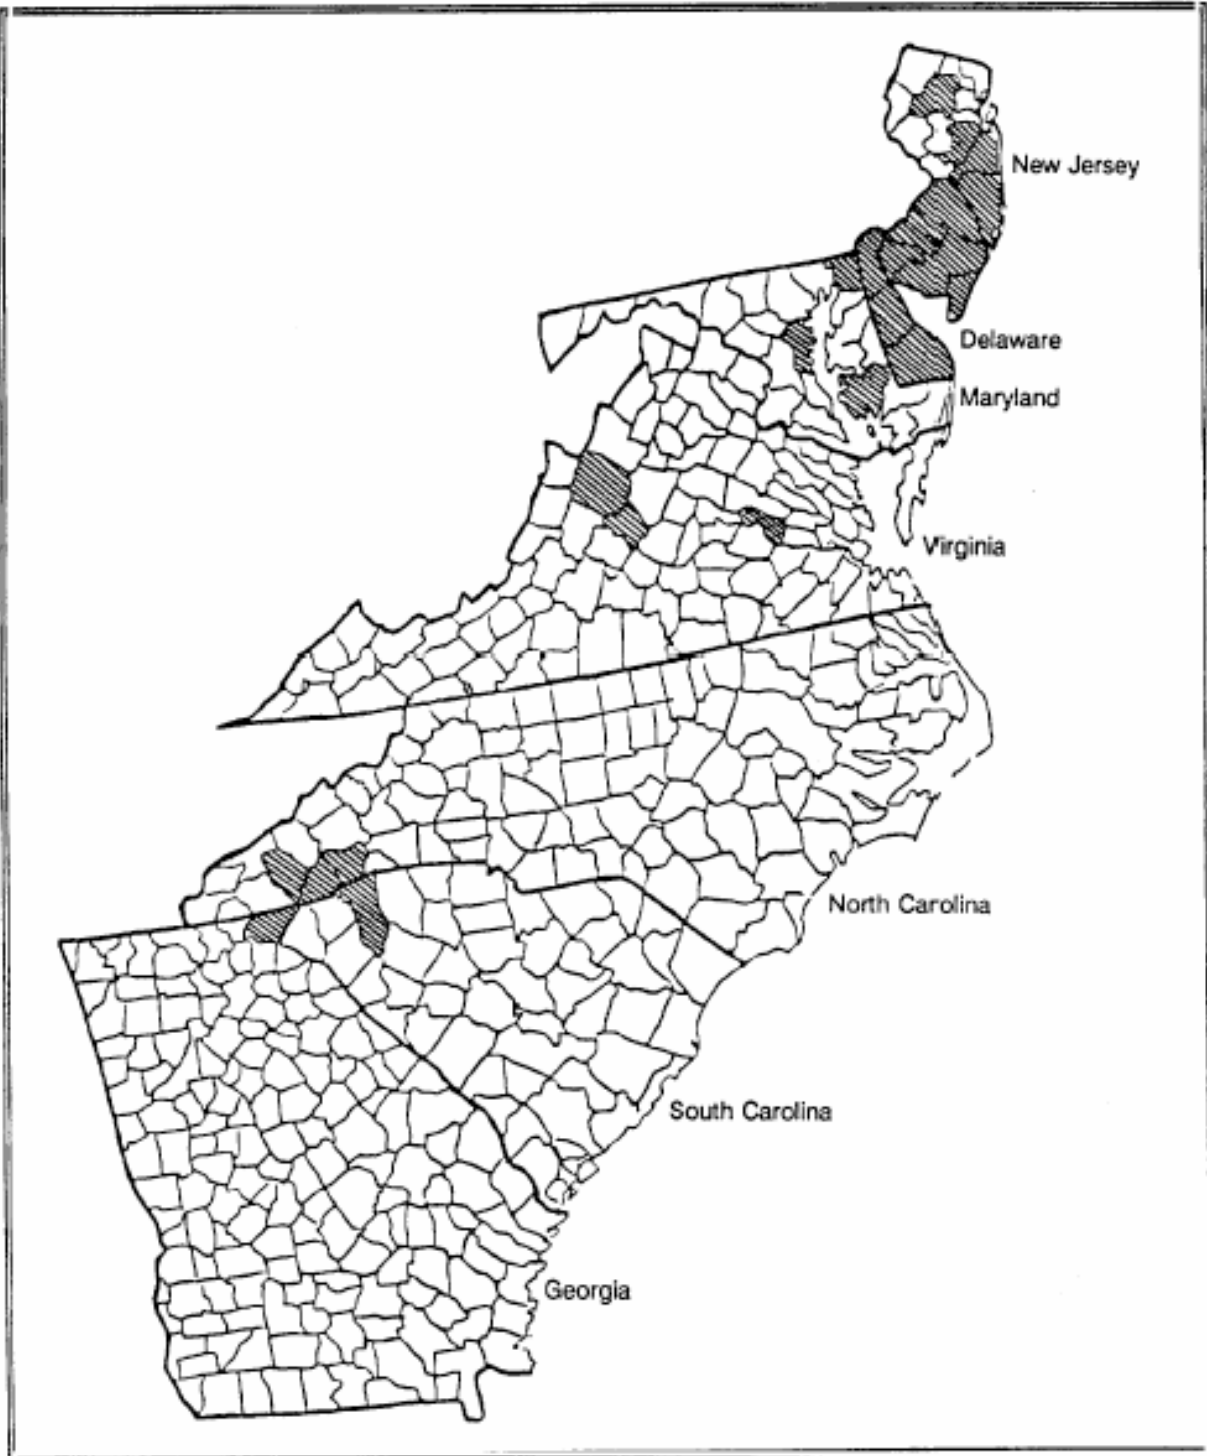 New Jersey
Delaware
Maryland
Virginia
North Carolina
South Carolina
Georgia